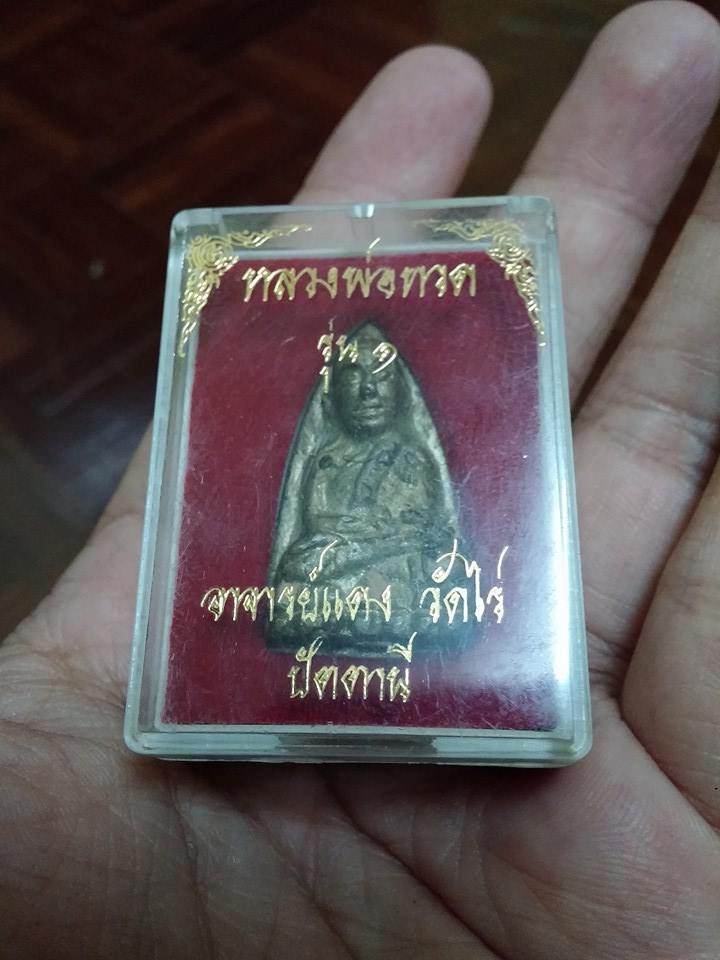 หลวงพ่อทวด
รุ่น ๑
อาจารย์แดง วัดไร่
ปัตตานี